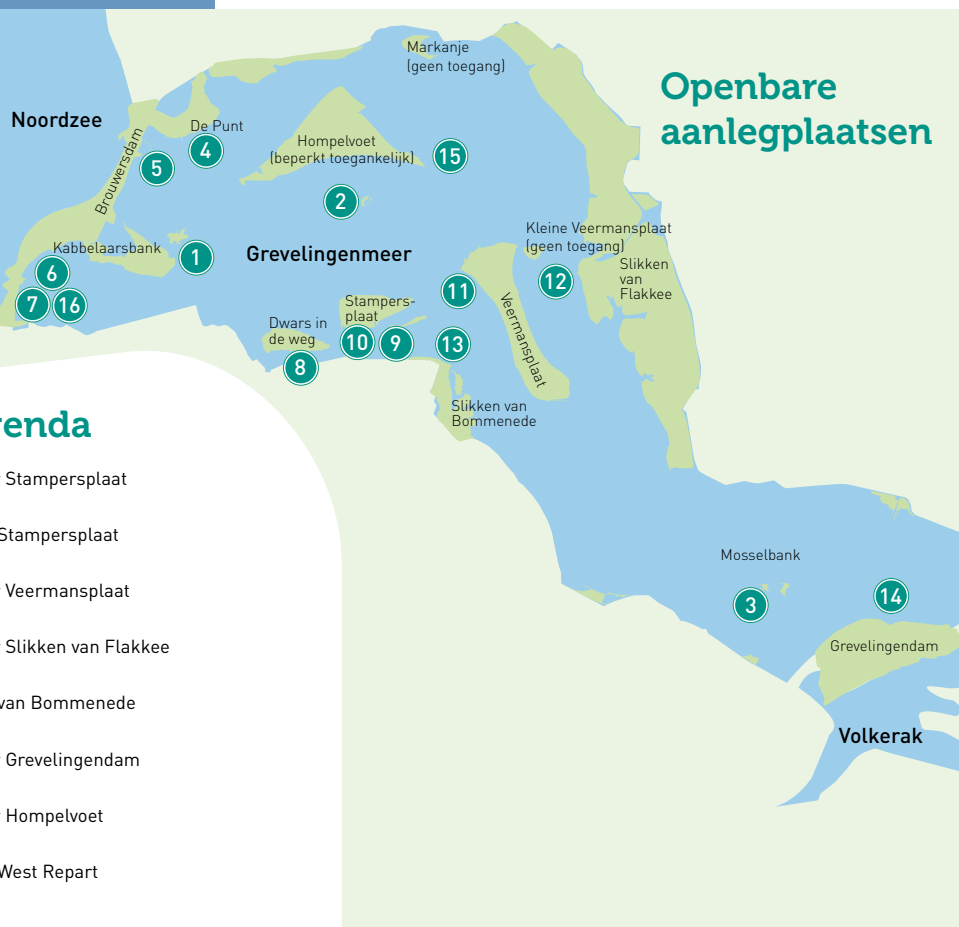 Openbare
aanlegplaatsen
Markanje
(geen toegang)
Noordzee
De Punt
4
Hompelvoet
(beperkt toegankelijk)
15
5
Brouwersdam
2
Kleine Veermansplaat
(geen toegang)
Kabbelaarsbank
1
Grevelingenmeer
6
7
16
Slikken
van
Flakkee
12
11
Veermansplaat
Stampers-
plaat
Dwars in
de weg
10
9
13
8
Slikken van
Bommenede
enda
Stampersplaat
Stampersplaat
Veermansplaat
Slikken van Flakkee
van Bommenede
Grevelingendam
Hompelvoet
West Repart
Mosselbank
3
14
Grevelingendam
Volkerak